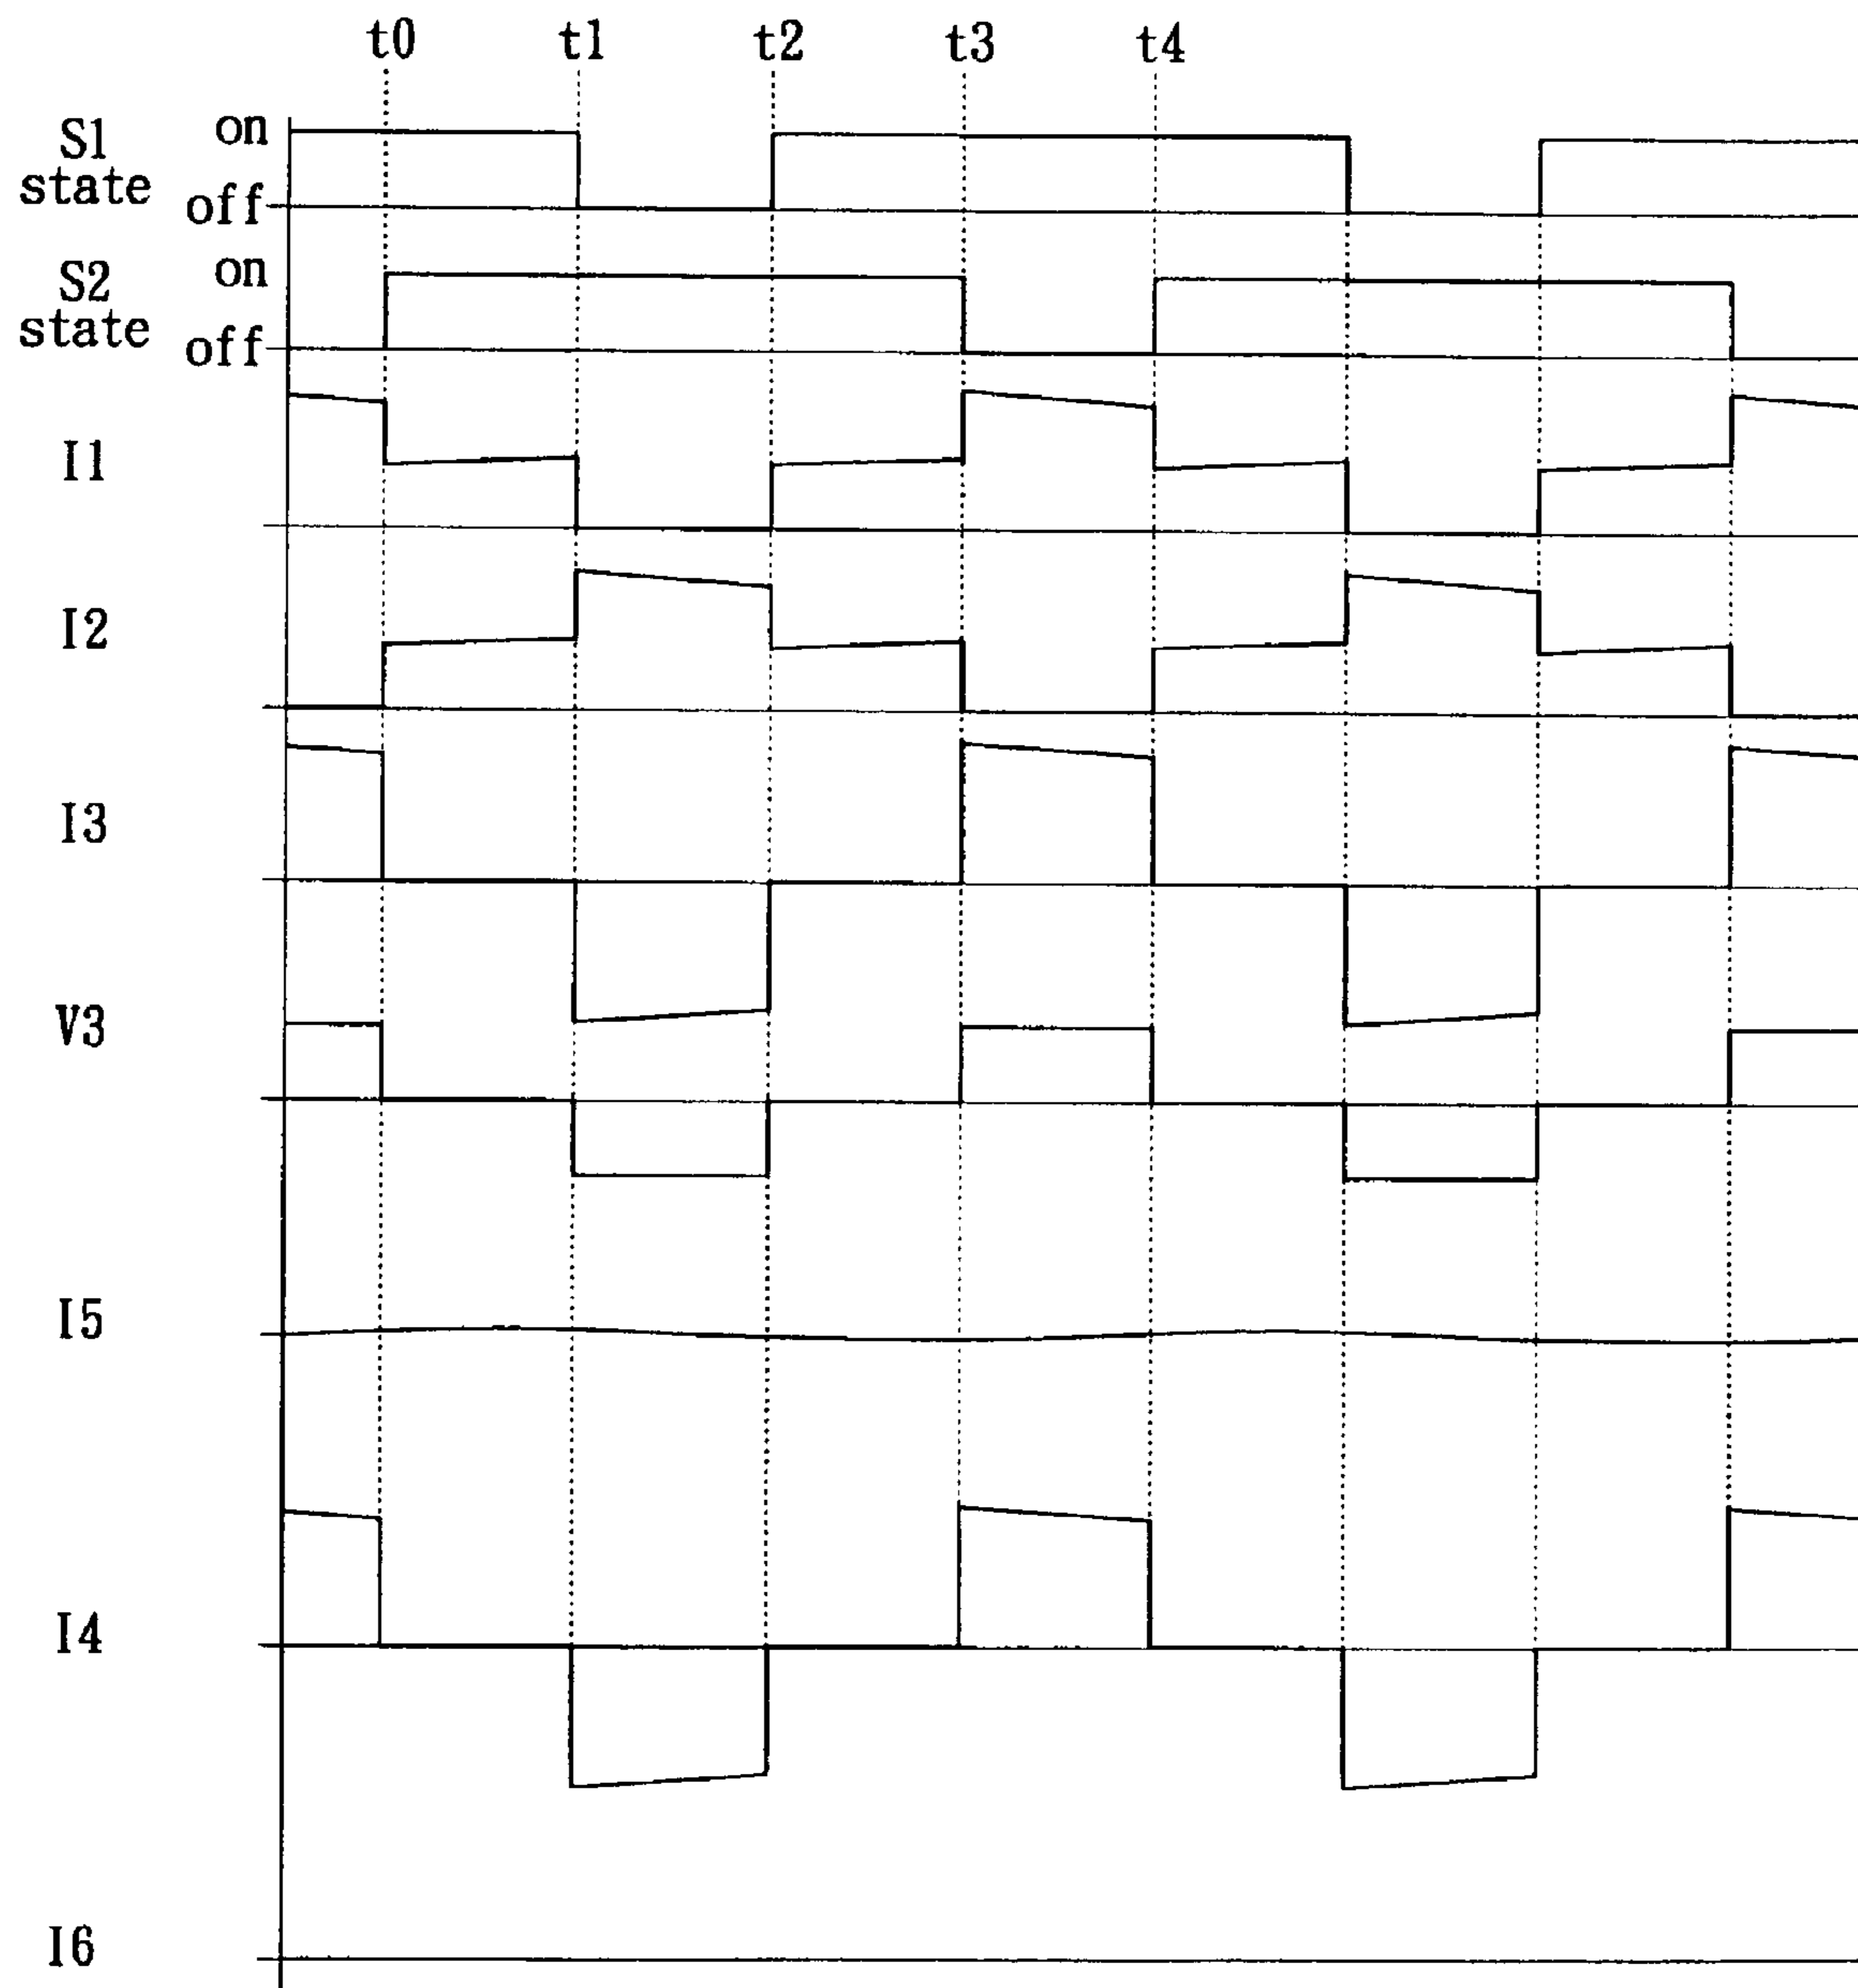 t0 t1 t2 t3 t4
S1 state on off
S2 state on off
I1
I2
I3
V3
I5
I4
I6